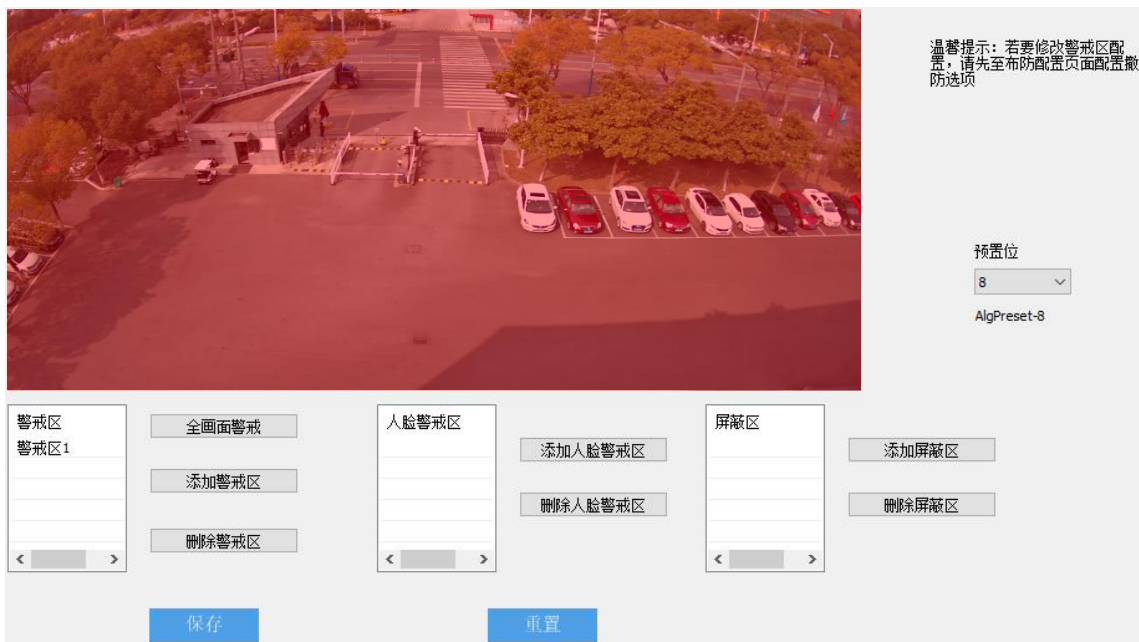 温馨提示：若要修改警戒区配
置，请先至布防配置页面配置撤
防选项
预置位
8
AlgPreset-8
警戒区
警戒区1
全画面警戒
添加警戒区
删除警戒区
人脸警戒区
添加人脸警戒区
删除人脸警戒区
屏蔽区
添加屏蔽区
删除屏蔽区
保存
重置